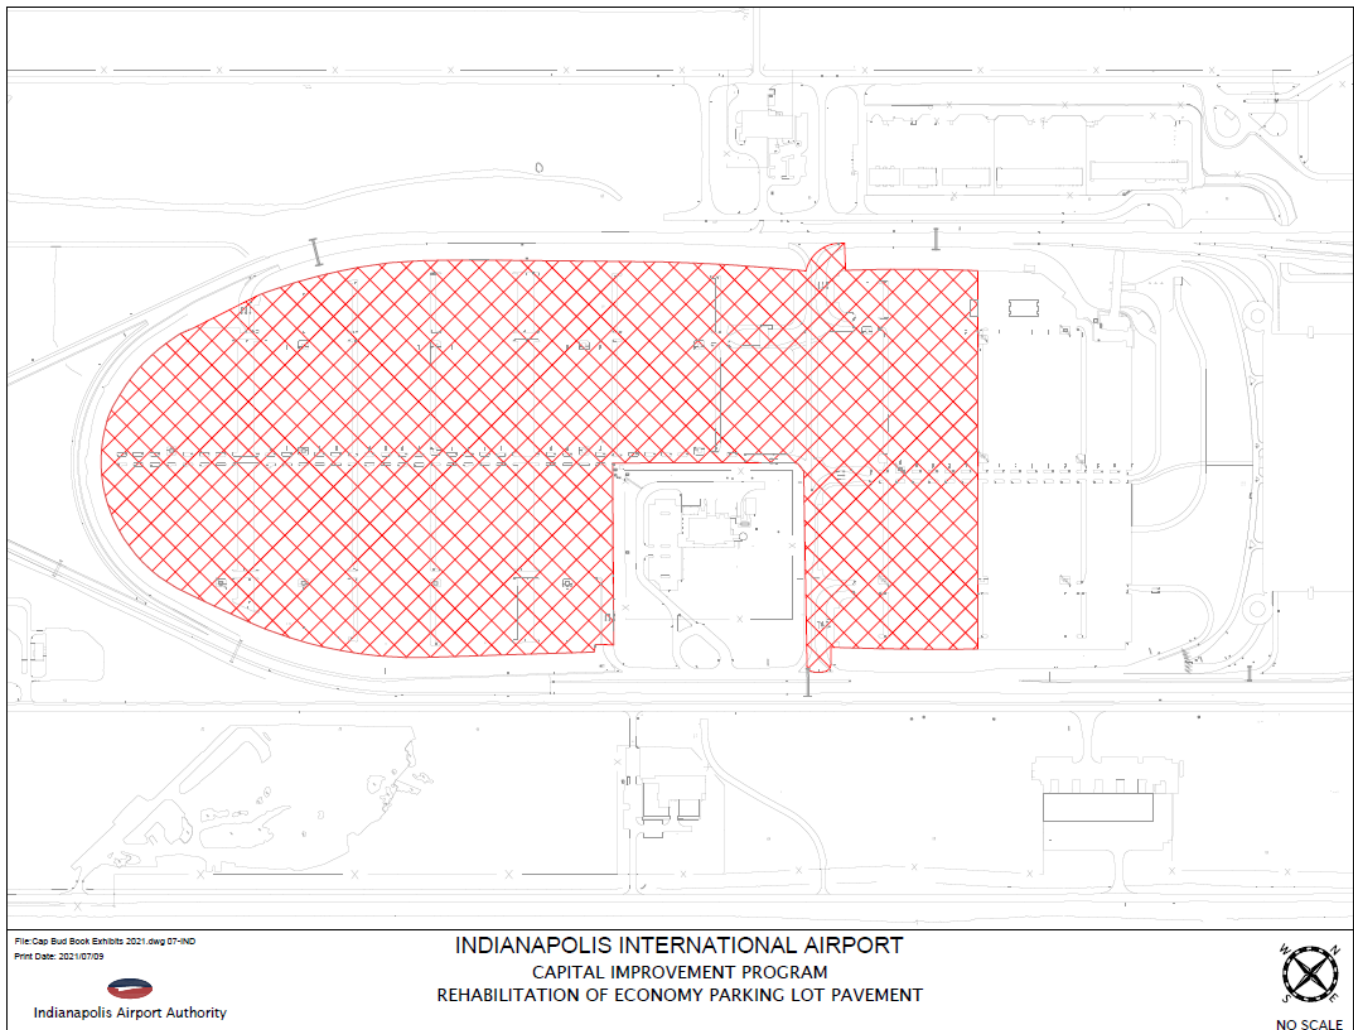 File:Cap Bud Book Exhibits 2021.dwg 07-IND
Print Date: 2021/07/09
Indianapolis Airport Authority
INDIANAPOLIS INTERNATIONAL AIRPORT
CAPITAL IMPROVEMENT PROGRAM
REHABILITATION OF ECONOMY PARKING LOT PAVEMENT
W N
S E
NO SCALE